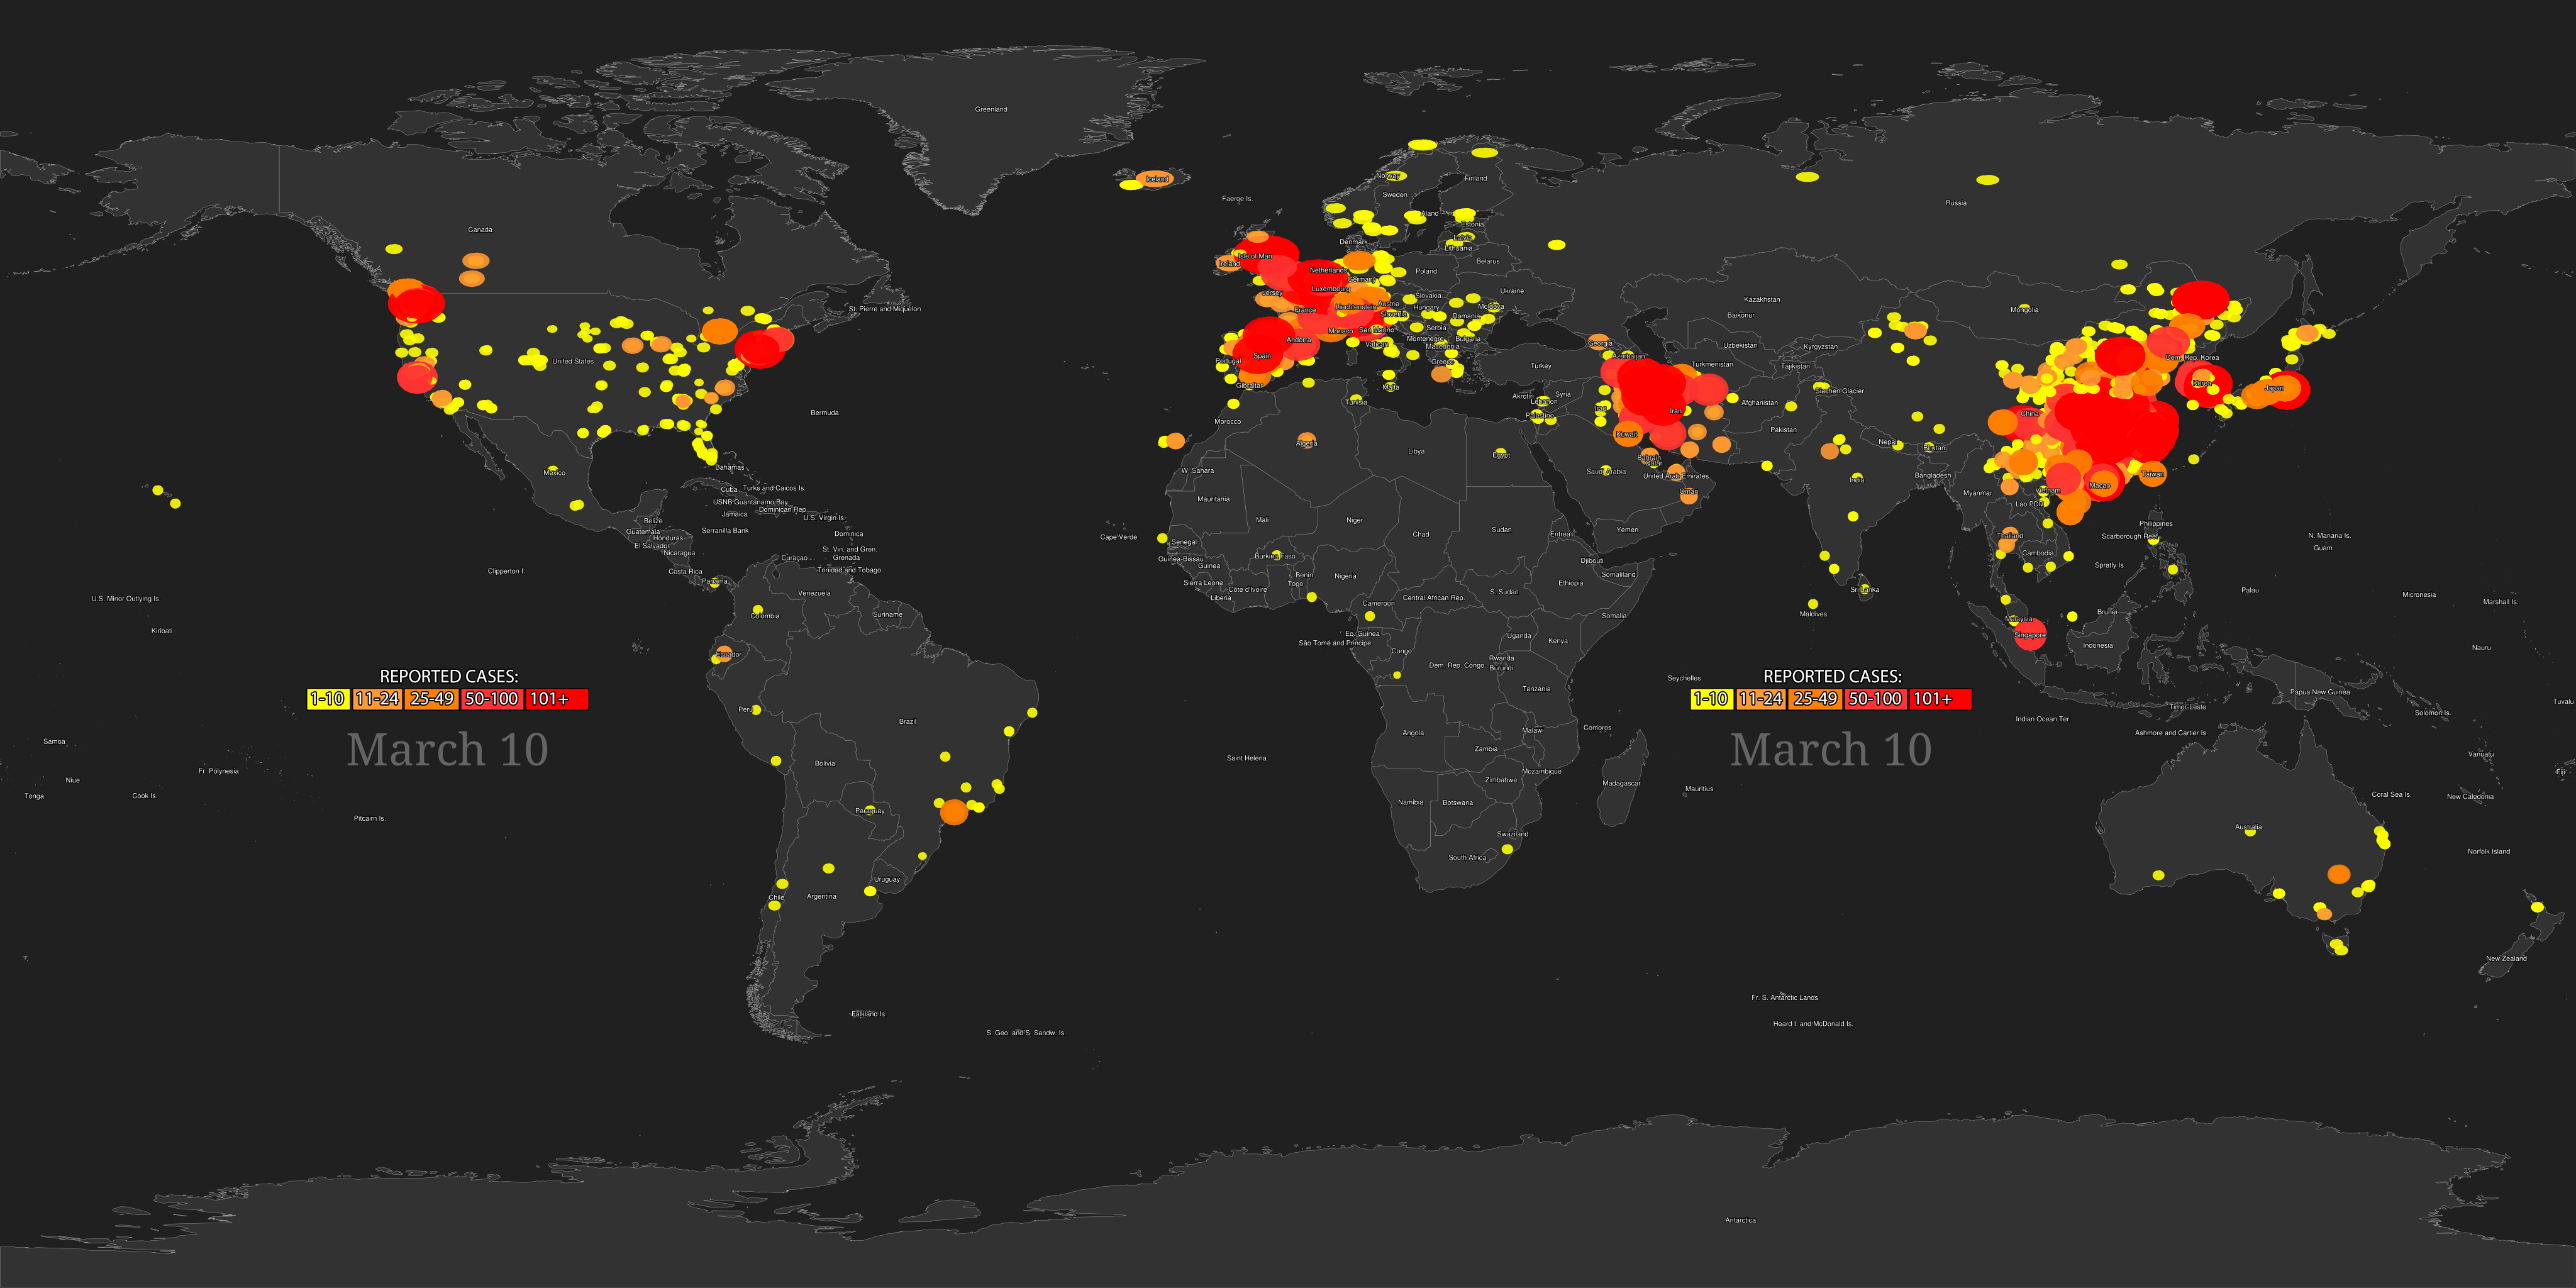 Greenland
Iceland
Faeroe Is.
Norway
Sweden
Finland
Aland
Estonia
Latvia
Lithuania
Denmark
Russia
Canada
Isle of Man
Ireland
Netherlands
Germany
Poland
Belarus
Luxembourg
Jersey
St. Pierre and Miquelon
France
Liechtenstein
Austria
Slovakia
Hungary
Ukraine
Moldova
Romania
Slovenia
Serbia
Monaco
San Marino
Montenegro
Bulgaria
Macedonia
Vatican
Andorra
Spain
Portugal
Greece
Gibraltar
Malta
Tunisia
Kazakhstan
Baikonur
Mongolia
Georgia
Azerbaijan
Uzbekistan
Kyrgyzstan
Turkmenistan
Tajikistan
Turkey
Dem. Rep. Korea
Korea
Japan
Siachen Glacier
United States
Bermuda
Akrotiri
Lebanon
Syria
Palestine
Iraq
Iran
Afghanistan
China
Morocco
Algeria
Libya
Egypt
Kuwait
Pakistan
Nepal
Bhutan
Mexico
Bahamas
W. Sahara
Bahrain
Qatar
Saudi Arabia
United Arab Emirates
India
Bangladesh
Taiwan
Macao
Cuba
Turks and Caicos Is.
USNB Guantanamo Bay
Dominican Rep.
Jamaica
U.S. Virgin Is.
Mauritania
Oman
Myanmar
Vietnam
Lao PDR
Belize
Guatemala
Honduras
El Salvador
Nicaragua
Serranilla Bank
Dominica
St. Vin. and Gren.
Grenada
Curaçao
Trinidad and Tobago
Costa Rica
Panama
Clipperton I.
Cape Verde
Senegal
Guinea-Bissau
Guinea
Sierra Leone
Liberia
Côte d'Ivoire
Mali
Burkina Faso
Niger
Benin
Togo
Nigeria
Chad
Sudan
Eritrea
Yemen
Djibouti
Somaliland
Ethiopia
Thailand
Cambodia
Philippines
Scarborough Reef
N. Mariana Is.
Guam
Spratly Is.
Palau
Micronesia
Marshall Is.
U.S. Minor Outlying Is.
Kiribati
Venezuela
Colombia
Suriname
Cameroon
Central African Rep.
S. Sudan
Somalia
Sri Lanka
Maldives
Malaysia
Brunei
Singapore
Indonesia
Nauru
Eq. Guinea
São Tomé and Principe
Congo
Dem. Rep. Congo
Uganda
Kenya
Rwanda
Burundi
Tanzania
Seychelles
Ecuador
REPORTED CASES:
1-10 11-24 25-49 50-100 101+
March 10
REPORTED CASES:
1-10 11-24 25-49 50-100 101+
March 10
Peru
Brazil
Papua New Guinea
Timor-Leste
Solomon Is.
Tuvalu
Indian Ocean Ter.
Ashmore and Cartier Is.
Samoa
Niue
Fr. Polynesia
Tonga
Cook Is.
Pitcairn Is.
Bolivia
Paraguay
Saint Helena
Angola
Zambia
Malawi
Comoros
Mozambique
Zimbabwe
Namibia
Botswana
Madagascar
Mauritius
Swaziland
South Africa
Vanuatu
Fiji
Coral Sea Is.
New Caledonia
Australia
Norfolk Island
New Zealand
Uruguay
Argentina
Chile
Falkland Is.
S. Geo. and S. Sandw. Is.
Fr. S. Antarctic Lands
Heard I. and McDonald Is.
Antarctica